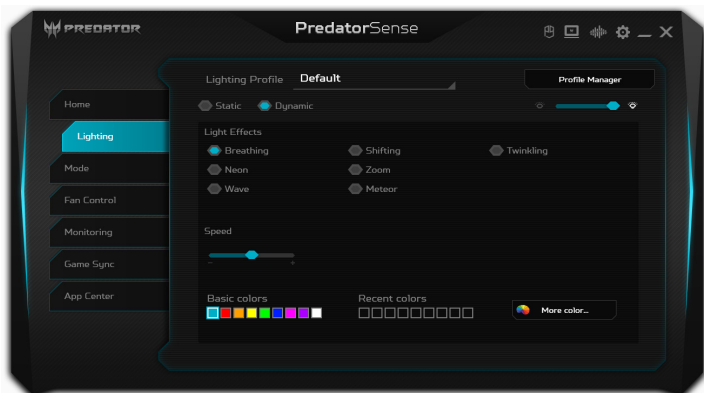 PREDATOR
PredatorSense
Lighting Profile Default
Profile Manager
Home
Static Dynamic
Lighting
Light Effects
Breathing Shifting Twinkling
Mode
Neon Zoom
Wave Meteor
Fan Control
Monitoring
Speed
- +
Game Sync
App Center
Basic colors Recent colors
More color...